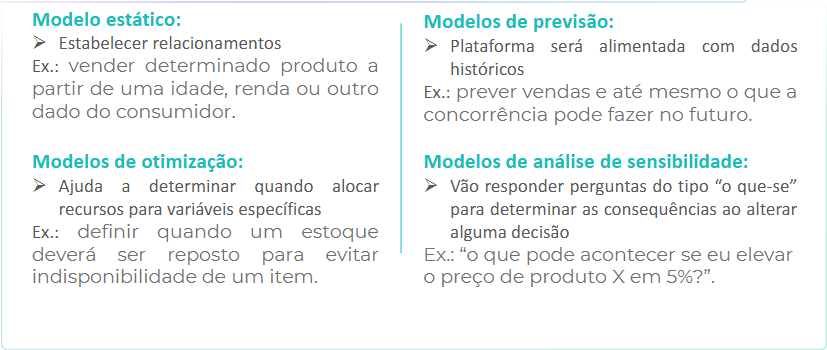 Modelo estático:
➢ Estabelecer relacionamentos
Ex.: vender determinado produto a
partir de uma idade, renda ou outro
dado do consumidor.
Modelos de otimização:
➢ Ajuda a determinar quando alocar
recursos para variáveis específicas
Ex.: definir quando um estoque
deverá ser reposto para evitar
indisponibilidade de um item.
Modelos de previsão:
➢ Plataforma será alimentada com dados
históricos
Ex.: prever vendas e até mesmo o que a
concorrência pode fazer no futuro.
Modelos de análise de sensibilidade:
➢ Vão responder perguntas do tipo “o que-se”
para determinar as consequências ao alterar
alguma decisão
Ex.: “o que pode acontecer se eu elevar
o preço de produto X em 5%?”.